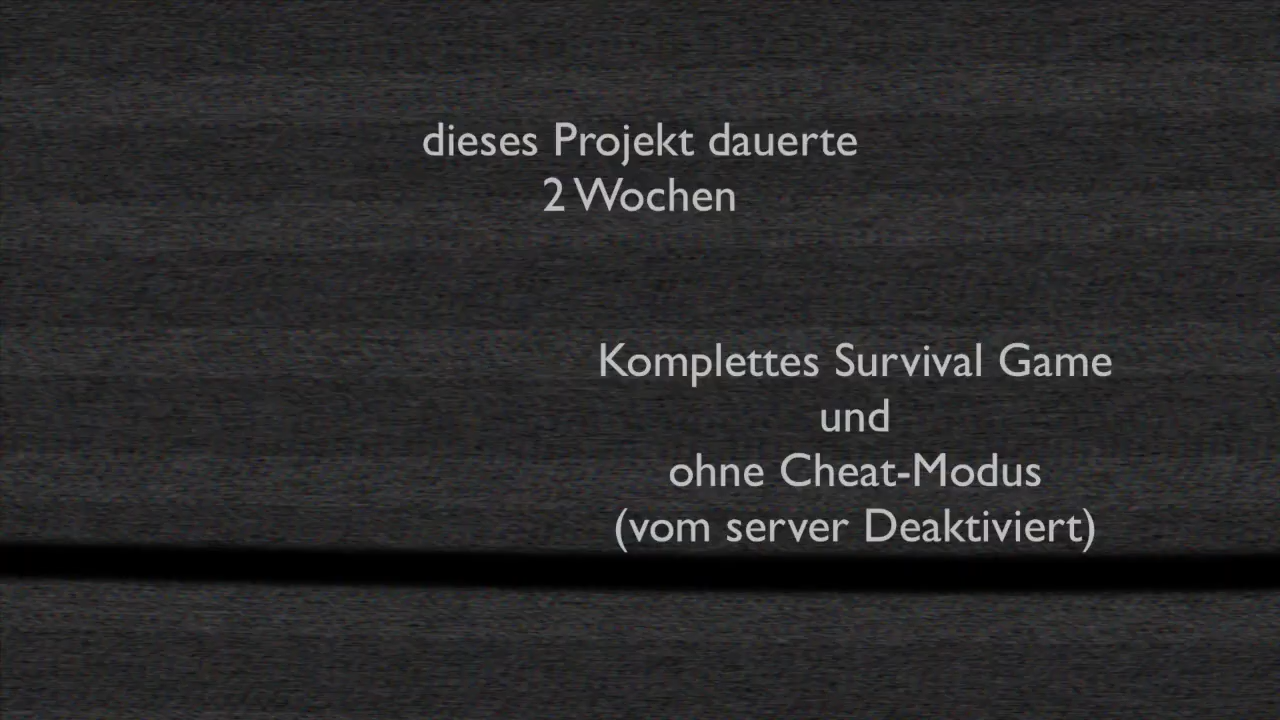 dieses Projekt dauerte
2 Wochen
Komplettes Survival Game
und
ohne Cheat-Modus
(vom server Deaktiviert)